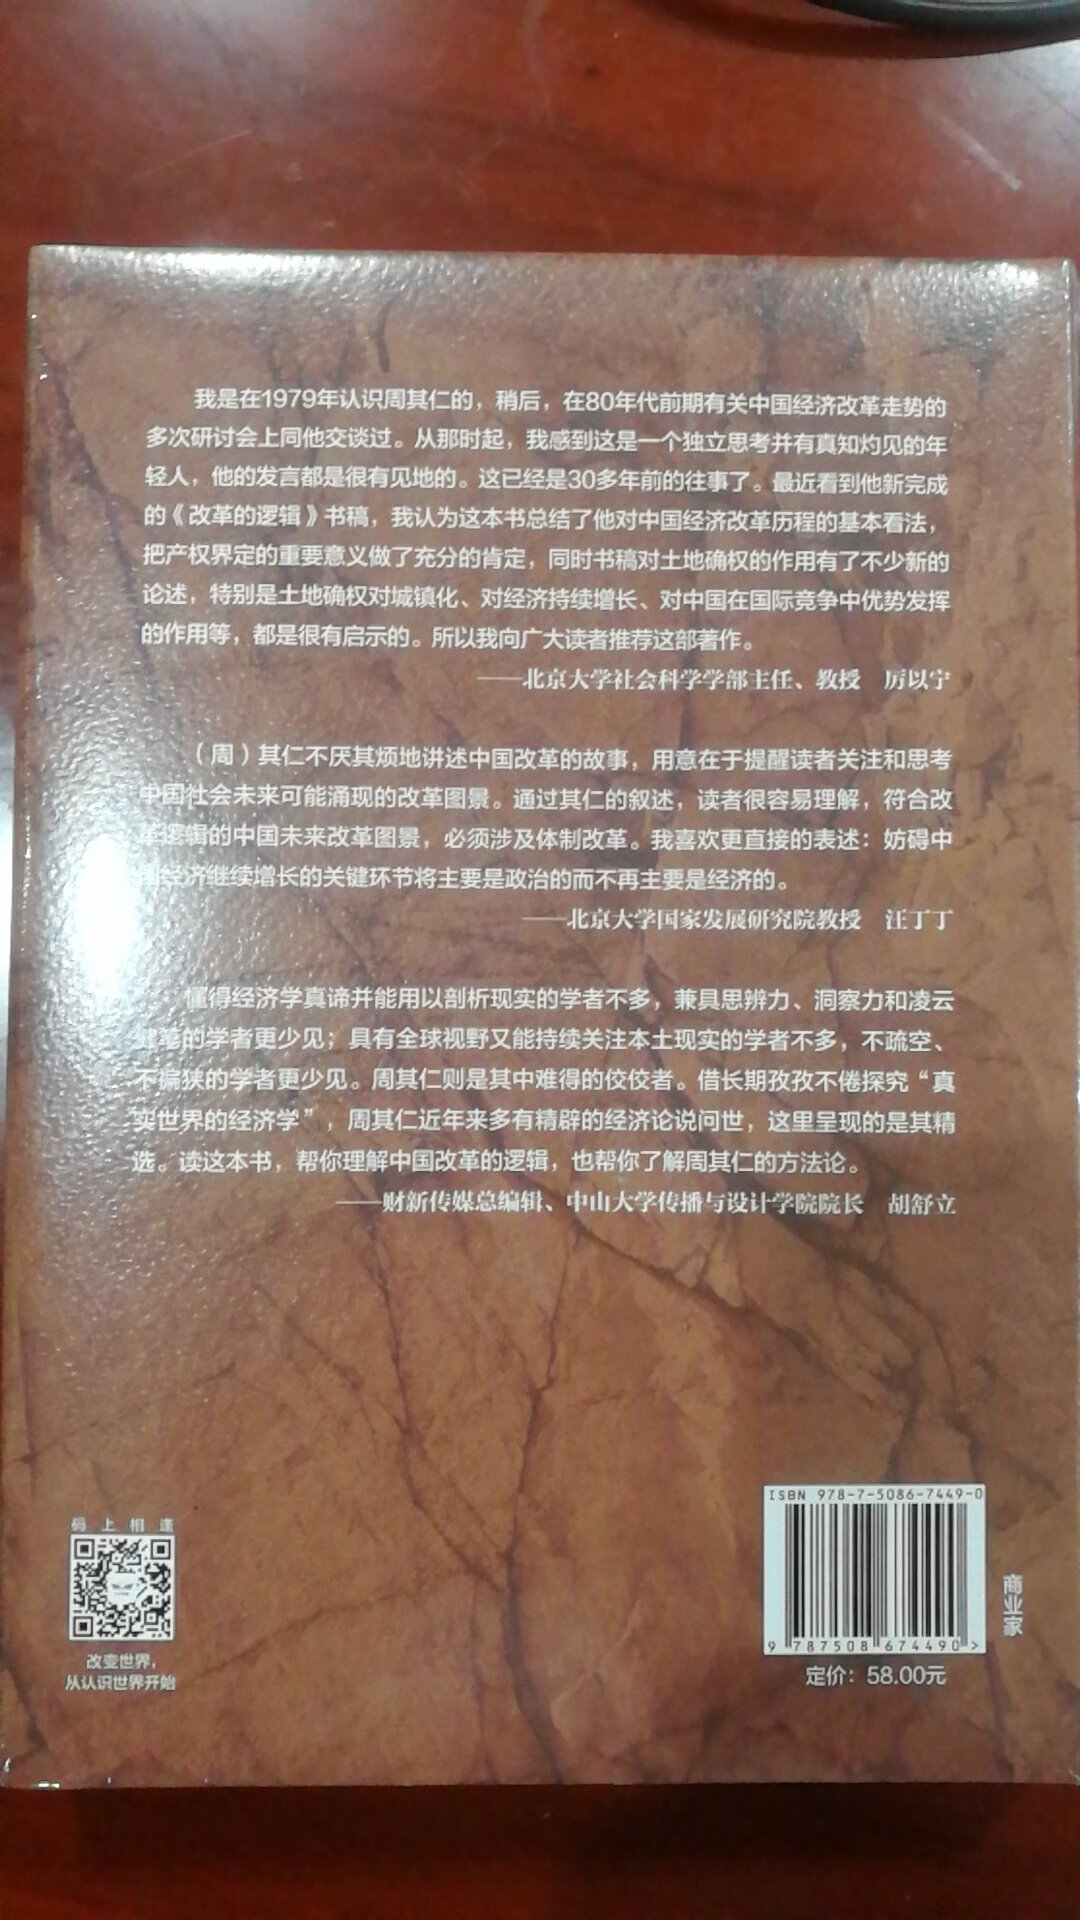 我是在1979年认识周其仁的，稍后，在80年代前期有关中国经济改革走势的
多次研讨会上同他交谈过。从那时起，我感到这是一个独立思考并有真知灼见的年
轻人，他的发言都是很有见地的。这已经是30多年前的往事了。最近看到他新完成
的《改革的逻辑》书稿，我认为这本书总结了他对中国经济改革历程的基本看法，
把产权界定的重要意义做了充分的肯定，同时书稿对土地确权的作用有了不少新的
论述，特别是土地确权对城镇化、对经济持续增长、对中国在国际竞争中优势发挥
的作用等，都是很有启示的。所以我向广大读者推荐这部著作。
——北京大学社会科学学部主任、教授 厉以宁
（周）其仁不厌其烦地讲述中国改革的故事，用意在于提醒读者关注和思考
中国社会未来可能涌现的改革图景。通过其仁的叙述，读者很容易理解，符合改
革逻辑的中国未来改革图景，必须涉及体制改革。我喜欢更直接的表述：妨碍中
国经济继续增长的关键环节将主要是政治的而不再主要是经济的。
——北京大学国家发展研究院教授 汪丁丁
懂得经济学真谛并能用以剖析现实的学者不多，兼具思辨力、洞察力和凌云
健笔的学者更少见；具有全球视野又能持续关注本土现实的学者不多，不疏空、
不褊狭的学者更少见。周其仁则是其中难得的佼佼者。借长期孜孜不倦探究“真
实世界的经济学”，周其仁近年来多有精辟的经济论说问世，这里呈现的是其精
选。读这本书，帮你理解中国改革的逻辑，也帮你了解周其仁的方法论。
——财新传媒总编辑、中山大学传播与设计学院院长 胡舒立
码上相逢
改变世界，
从认识世界开始
ISBN 978-7-5086-7449-0
9 787508 674490 >
定价：58.00元
商业家